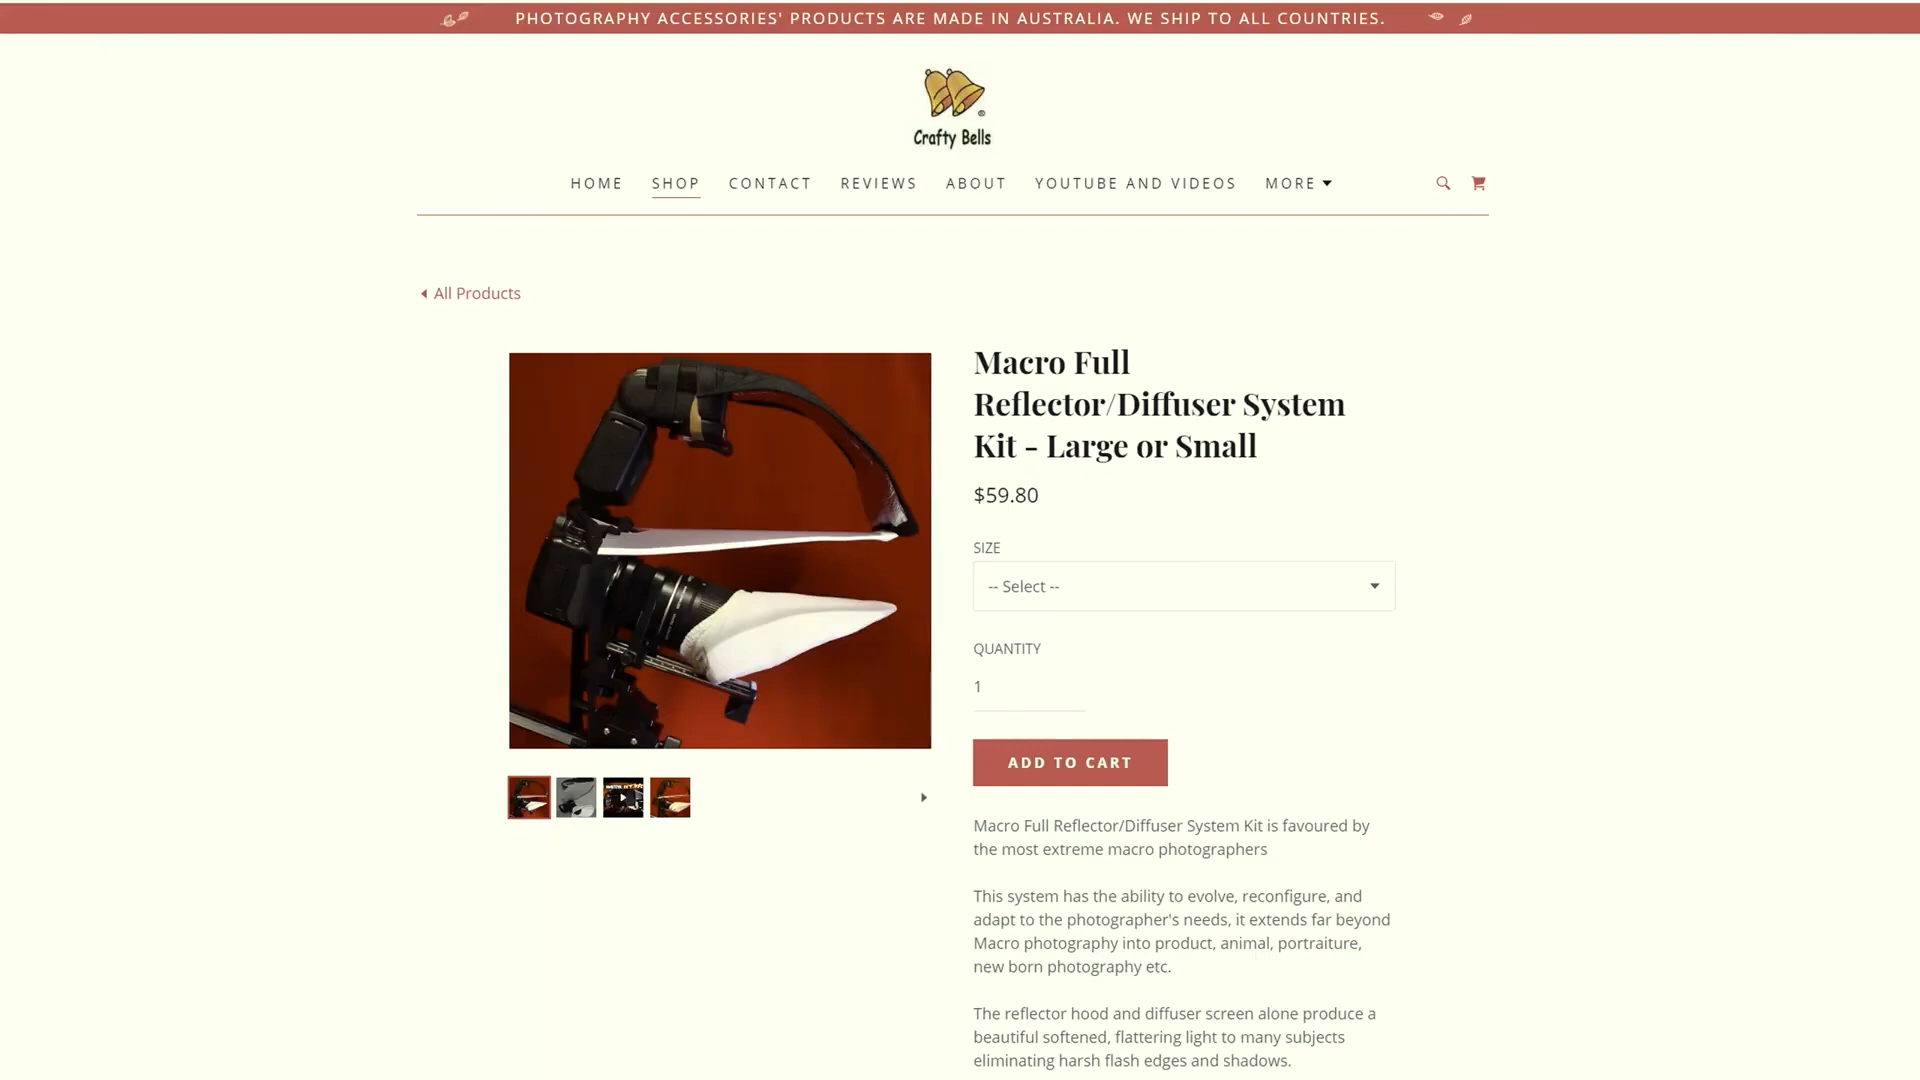 PHOTOGRAPHY ACCESSORIES' PRODUCTS ARE MADE IN AUSTRALIA. WE SHIP TO ALL COUNTRIES.
®
Crafty Bells
HOME SHOP CONTACT REVIEWS ABOUT YOUTUBE AND VIDEOS MORE
All Products
Macro Full
Reflector/Diffuser System
Kit - Large or Small
$59.80
SIZE
-- Select --
QUANTITY
1
ADD TO CART
Macro Full Reflector/Diffuser System Kit is favoured by
the most extreme macro photographers
This system has the ability to evolve, reconfigure, and
adapt to the photographer's needs, it extends far beyond
Macro photography into product, animal, portraiture,
new born photography etc.
The reflector hood and diffuser screen alone produce a
beautiful softened, flattering light to many subjects
eliminating harsh flash edges and shadows.